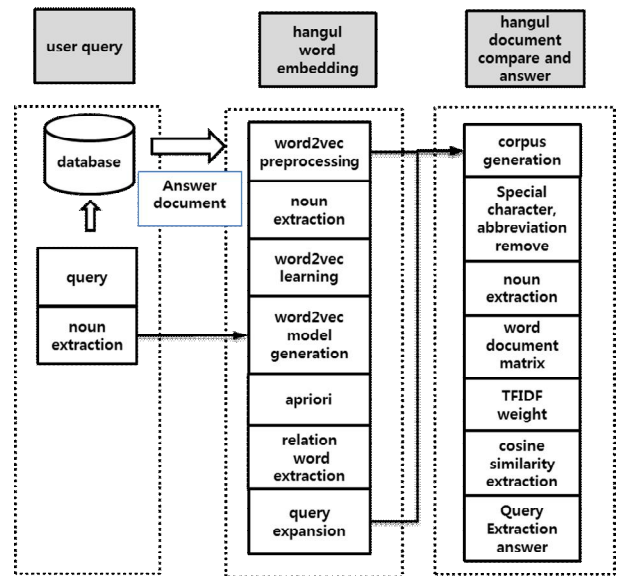 user query
hangul
word
embedding
hangul
document
compare and
answer
database
Answer
document
query
noun
extraction
word2vec
preprocessing
noun
extraction
word2vec
learning
word2vec
model
generation
apriori
relation
word
extraction
query
expansion
corpus
generation
Special
character,
abbreviation
remove
noun
extraction
word
document
matrix
TFIDF
weight
cosine
similarity
extraction
Query
Extraction
answer